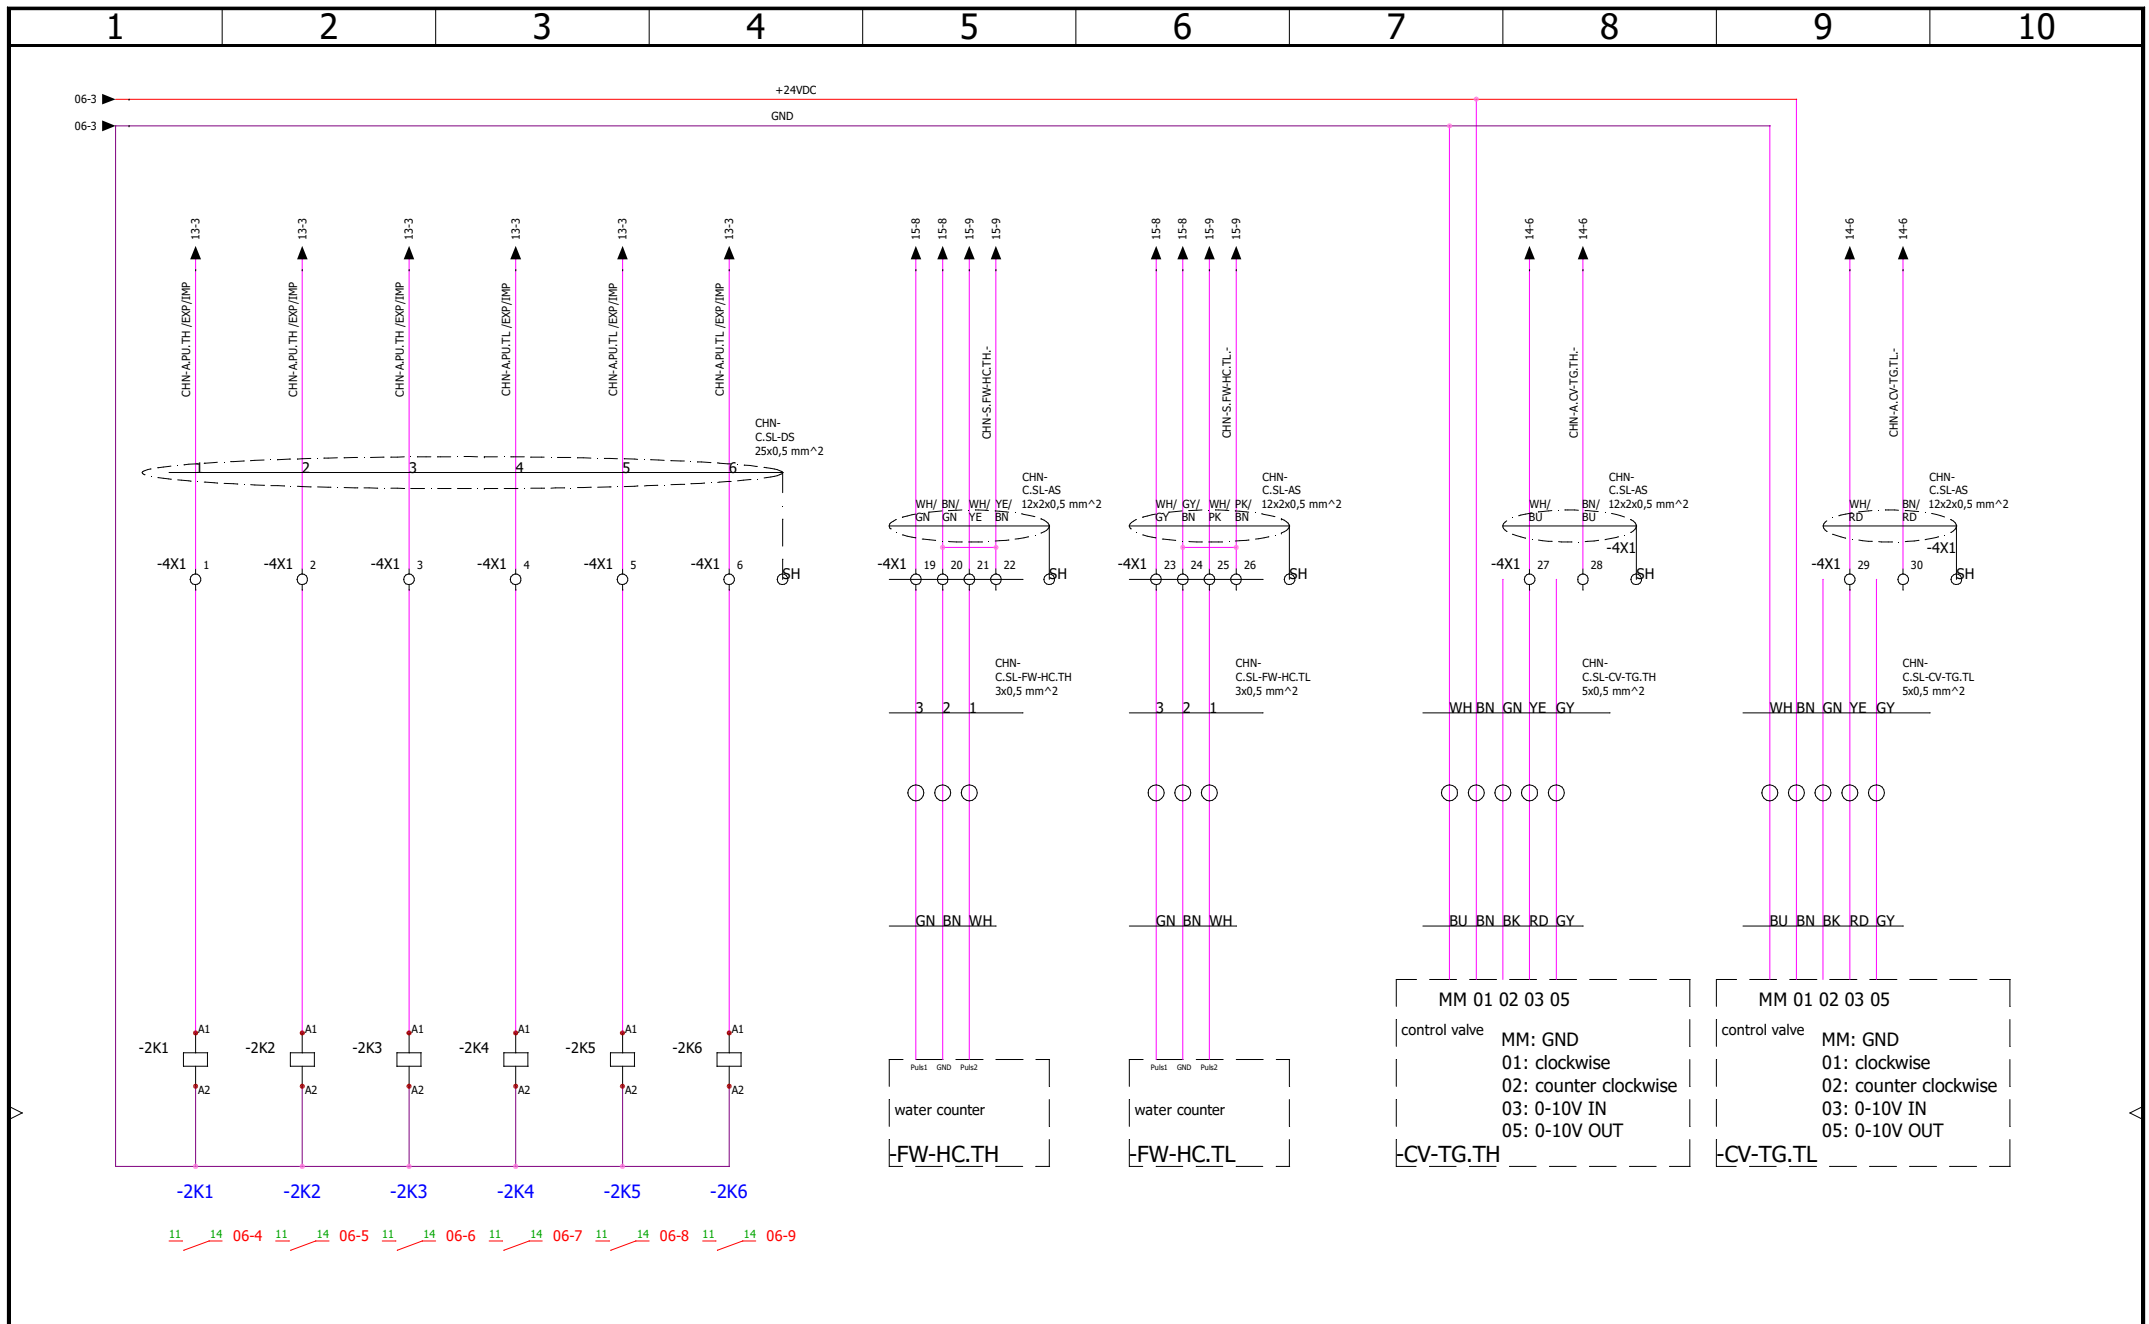 1 2 3 4 5 6 7 8 9 10
06-3 +24VDC
06-3 GND
13-3 13-3 13-3 13-3 13-3 13-3 15-8 15-8 15-9 15-9 15-8 15-8 15-9 15-9 14-6 14-6 14-6 14-6
CHN-A.PU.TH /EXP/IMP
CHN-A.PU.TH /EXP/IMP
CHN-A.PU.TH /EXP/IMP
CHN-A.PU.TL /EXP/IMP
CHN-A.PU.TL /EXP/IMP
CHN-A.PU.TL /EXP/IMP
CHN-S.FW-HC.TH.-
CHN-S.FW-HC.TL.-
CHN-A.CV-TG.TH.-
CHN-A.CV-TG.TL.-
CHN-
C.SL-DS
25x0,5 mm^2
1 2 3 4 5 6
CHN-
C.SL-AS
12x2x0,5 mm^2
WH/ BN/ WH/ YE/
GN GN YE BN
CHN-
C.SL-AS
12x2x0,5 mm^2
WH/ GY/ WH/ PK/
GY BN PK BN
CHN-
C.SL-AS
12x2x0,5 mm^2
WH/ BN/
BU BU
CHN-
C.SL-AS
12x2x0,5 mm^2
WH/ BN/
RD RD
-4X1 1 -4X1 2 -4X1 3 -4X1 4 -4X1 5 -4X1 6 SH
-4X1 19 20 21 22 SH
-4X1 23 24 25 26 SH
-4X1
-4X1 27 28 SH
-4X1
-4X1 29 30 SH
CHN-
C.SL-FW-HC.TH
3x0,5 mm^2
3 2 1
CHN-
C.SL-FW-HC.TL
3x0,5 mm^2
3 2 1
CHN-
C.SL-CV-TG.TH
5x0,5 mm^2
WH BN GN YE GY
CHN-
C.SL-CV-TG.TL
5x0,5 mm^2
WH BN GN YE GY
GN BN WH
GN BN WH
BU BN BK RD GY
BU BN BK RD GY
A1 A1 A1 A1 A1 A1
-2K1 -2K2 -2K3 -2K4 -2K5 -2K6
A2 A2 A2 A2 A2 A2
Puls1 GND Puls2
water counter
-FW-HC.TH
Puls1 GND Puls2
water counter
-FW-HC.TL
MM 01 02 03 05
control valve
MM: GND
01: clockwise
02: counter clockwise
03: 0-10V IN
05: 0-10V OUT
-CV-TG.TH
MM 01 02 03 05
control valve
MM: GND
01: clockwise
02: counter clockwise
03: 0-10V IN
05: 0-10V OUT
-CV-TG.TL
-2K1 -2K2 -2K3 -2K4 -2K5 -2K6
11 14 06-4 11 14 06-5 11 14 06-6 11 14 06-7 11 14 06-8 11 14 06-9